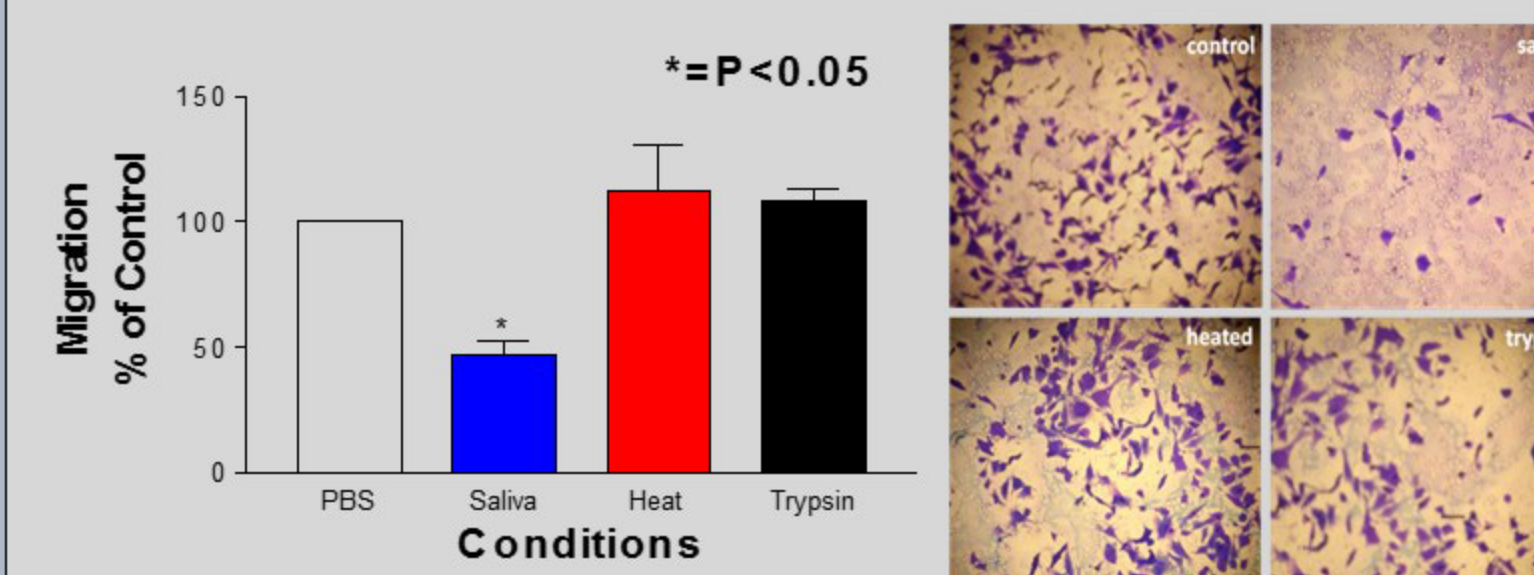 *=P<0.05
150
100
50
0
Migration
% of Control
*
PBS Saliva Heat Trypsin
Conditions
control
heated